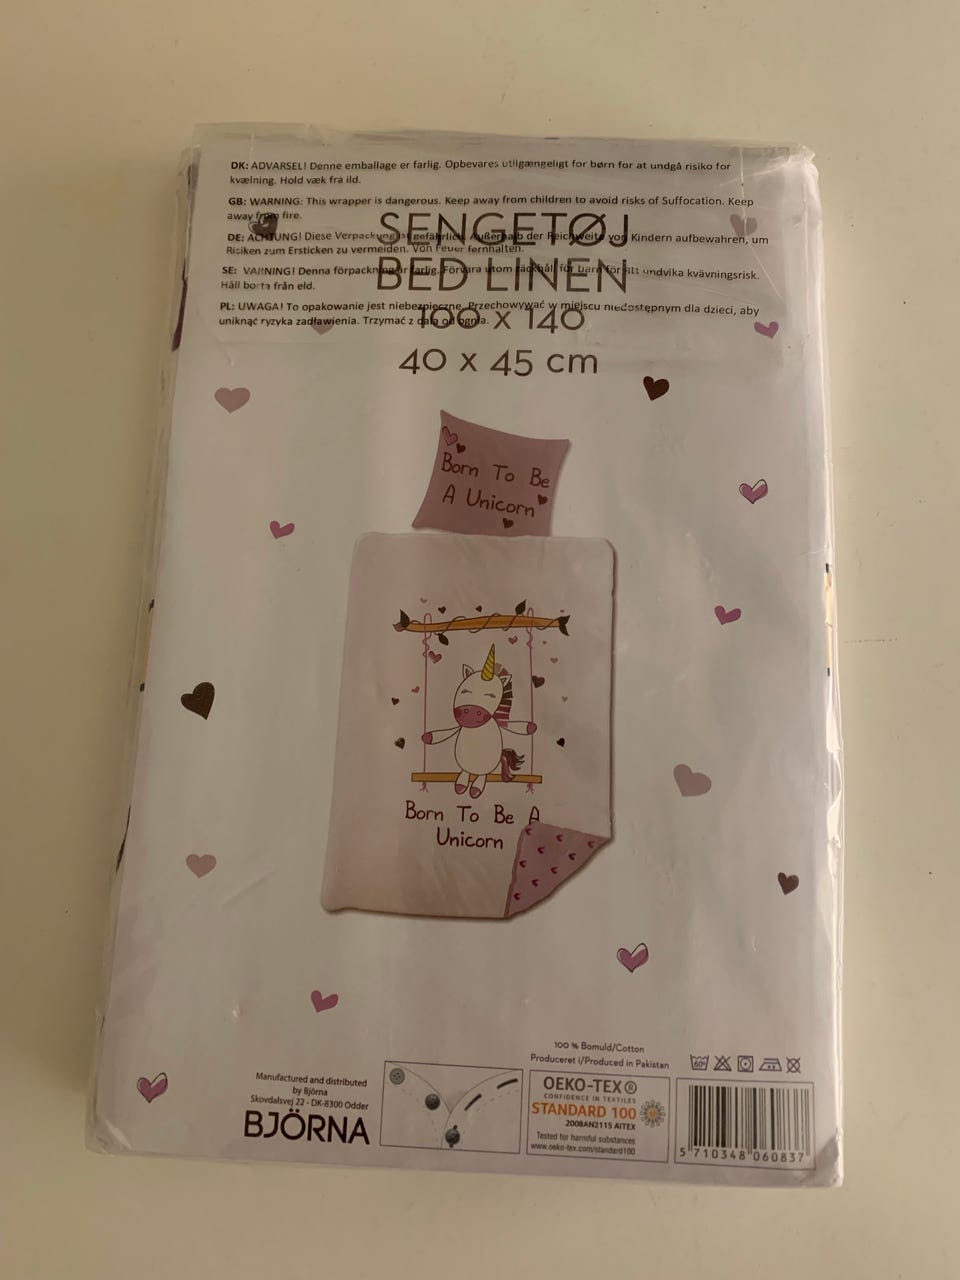 DK: ADVARSEL! Denne emballage er farlig. Opbevares utilgængeligt for børn for at undgå risiko for
kvælning. Hold væk fra ild.
GB: WARNING: This wrapper is dangerous. Keep away from children to avoid risks of Suffocation. Keep
away from fire.
DE: ACHTUNG! Diese Verpackung ist gefährlich. Außerhalb der Reichweite von Kindern aufbewahren, um
Risiken zum Ersticken zu vermeiden. Von Feuer fernhalten.
SE: VARNING! Denna förpackning är farlig. Förvara utom räckhåll för barn för att undvika kvävningsrisk.
Håll borta från eld.
PL: UWAGA! To opakowanie jest niebezpieczne. Przechowywać w miejscu niedostępnym dla dzieci, aby
uniknąć ryzyka zadławienia. Trzymać z dala od ognia.
SENGETØJ
BED LINEN
100 x 140
40 x 45 cm
Born To Be
A Unicorn
Born To Be A
Unicorn
100 % Bomuld/Cotton
Produceret i/Produced in Pakistan
60°
Manufactured and distributed
by Björna
Skovdalsvej 22 - DK-8300 Odder
BJÖRNA
OEKO-TEX®
CONFIDENCE IN TEXTILES
STANDARD 100
2008AN2115 AITEX
Tested for harmful substances
www.oeko-tex.com/standard100
5 710348 060837